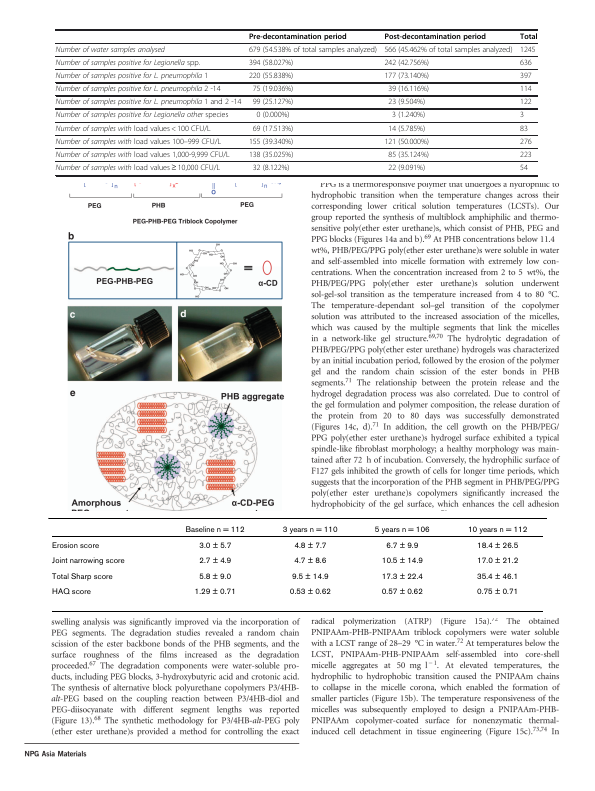 Pre-decontamination period Post-decontamination period Total
Number of water samples analysed 679 (54.538% of total samples analyzed) 566 (45.462% of total samples analyzed) 1245
Number of samples positive for Legionella spp. 394 (58.027%) 242 (42.756%) 636
Number of samples positive for L. pneumophila 1 220 (55.838%) 177 (73.140%) 397
Number of samples positive for L. pneumophila 2 -14 75 (19.036%) 39 (16.116%) 114
Number of samples positive for L. pneumophila 1 and 2 -14 99 (25.127%) 23 (9.504%) 122
Number of samples positive for Legionella other species 0 (0.000%) 3 (1.240%) 3
Number of samples with load values < 100 CFU/L 69 (17.513%) 14 (5.785%) 83
Number of samples with load values 100–999 CFU/L 155 (39.340%) 121 (50.000%) 276
Number of samples with load values 1,000-9,999 CFU/L 138 (35.025%) 85 (35.124%) 223
Number of samples with load values ≥ 10,000 CFU/L 32 (8.122%) 22 (9.091%) 54
PEG PHB PEG
PEG-PHB-PEG Triblock Copolymer
b
PEG-PHB-PEG
=
α-CD
c
d
e
PHB aggregate
Amorphous
α-CD-PEG
PPG is a thermoresponsive polymer that undergoes a hydrophilic to
hydrophobic transition when the temperature changes across their
corresponding lower critical solution temperatures (LCSTs). Our
group reported the synthesis of multiblock amphiphilic and thermo-
sensitive poly(ether ester urethane)s, which consist of PHB, PEG and
PPG blocks (Figures 14a and b).69 At PHB concentrations below 11.4
wt%, PHB/PEG/PPG poly(ether ester urethane)s were soluble in water
and self-assembled into micelle formation with extremely low con-
centrations. When the concentration increased from 2 to 5 wt%, the
PHB/PEG/PPG poly(ether ester urethane)s solution underwent
sol-gel-sol transition as the temperature increased from 4 to 80 °C.
The temperature-dependant sol–gel transition of the copolymer
solution was attributed to the increased association of the micelles,
which was caused by the multiple segments that link the micelles
in a network-like gel structure.69,70 The hydrolytic degradation of
PHB/PEG/PPG poly(ether ester urethane) hydrogels was characterized
by an initial incubation period, followed by the erosion of the polymer
gel and the random chain scission of the ester bonds in PHB
segments.71 The relationship between the protein release and the
hydrogel degradation process was also correlated. Due to control of
the gel formulation and polymer composition, the release duration of
the protein from 20 to 80 days was successfully demonstrated
(Figures 14c, d).71 In addition, the cell growth on the PHB/PEG/
PPG poly(ether ester urethane)s hydrogel surface exhibited a typical
spindle-like fibroblast morphology; a healthy morphology was main-
tained after 72 h of incubation. Conversely, the hydrophilic surface of
F127 gels inhibited the growth of cells for longer time periods, which
suggests that the incorporation of the PHB segment in PHB/PEG/PPG
poly(ether ester urethane)s copolymers significantly increased the
hydrophobicity of the gel surface, which enhances the cell adhesion
Baseline n = 112 3 years n = 110 5 years n = 106 10 years n = 112
Erosion score 3.0 ± 5.7 4.8 ± 7.7 6.7 ± 9.9 18.4 ± 26.5
Joint narrowing score 2.7 ± 4.9 4.7 ± 8.6 10.5 ± 14.9 17.0 ± 21.2
Total Sharp score 5.8 ± 9.0 9.5 ± 14.9 17.3 ± 22.4 35.4 ± 46.1
HAQ score 1.29 ± 0.71 0.53 ± 0.62 0.57 ± 0.62 0.75 ± 0.71
swelling analysis was significantly improved via the incorporation of
PEG segments. The degradation studies revealed a random chain
scission of the ester backbone bonds of the PHB segments, and the
surface roughness of the films increased as the degradation
proceeded.67 The degradation components were water-soluble pro-
ducts, including PEG blocks, 3-hydroxybutyric acid and crotonic acid.
The synthesis of alternative block polyurethane copolymers P3/4HB-
alt-PEG based on the coupling reaction between P3/4HB-diol and
PEG-diisocyanate with different segment lengths was reported
(Figure 13).68 The synthetic methodology for P3/4HB-alt-PEG poly
(ether ester urethane)s provided a method for controlling the exact
radical polymerization (ATRP) (Figure 15a).72 The obtained
PNIPAAm-PHB-PNIPAAm triblock copolymers were water soluble
with a LCST range of 28–29 °C in water.72 At temperatures below the
LCST, PNIPAAm-PHB-PNIPAAm self-assembled into core-shell
micelle aggregates at 50 mg l−1. At elevated temperatures, the
hydrophilic to hydrophobic transition caused the PNIPAAm chains
to collapse in the micelle corona, which enabled the formation of
smaller particles (Figure 15b). The temperature responsiveness of the
micelles was subsequently employed to design a PNIPAAm-PHB-
PNIPAAm copolymer-coated surface for nonenzymatic thermal-
induced cell detachment in tissue engineering (Figure 15c).73,74 In
NPG Asia Materials